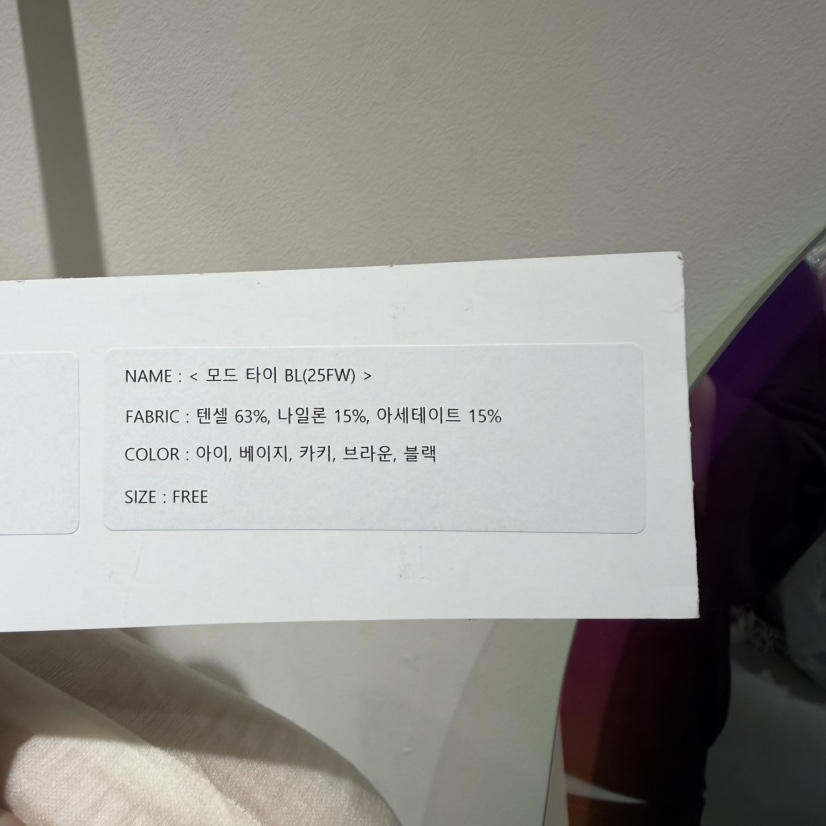 NAME : < 모드 타이 BL(25FW) >
FABRIC : 텐셀 63%, 나일론 15%, 아세테이트 15%
COLOR : 아이, 베이지, 카키, 브라운, 블랙
SIZE : FREE